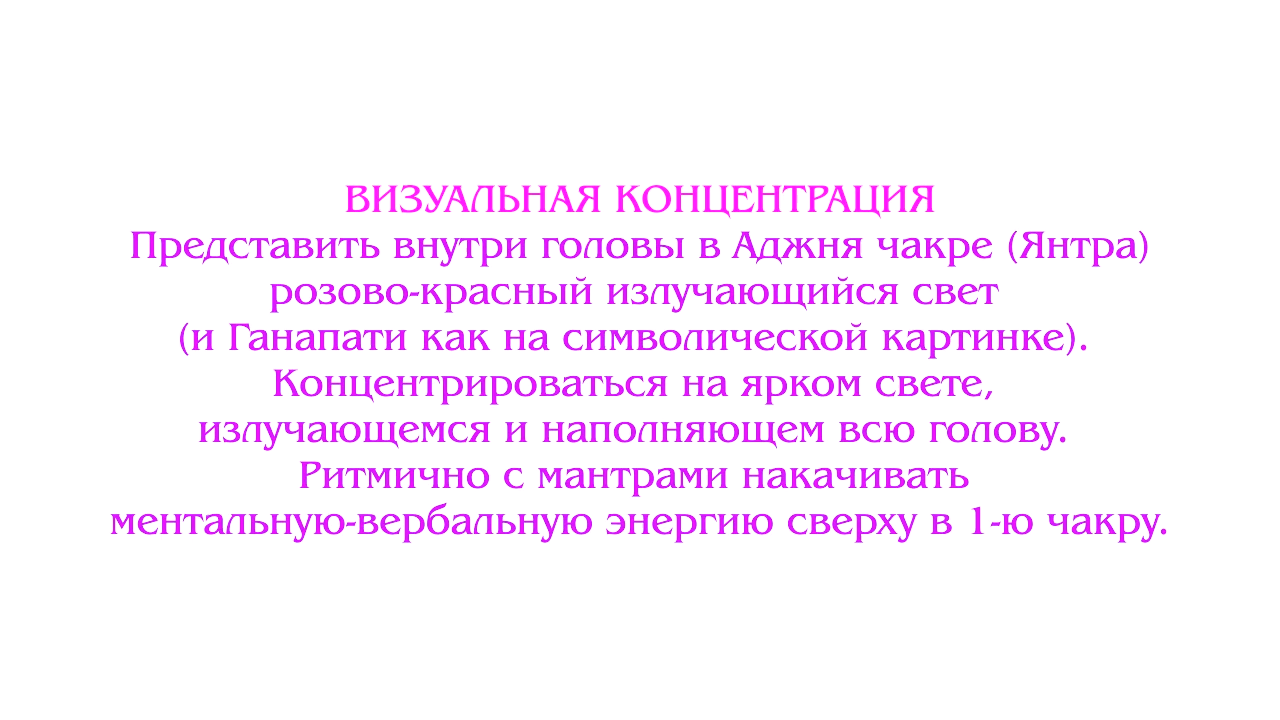 ВИЗУАЛЬНАЯ КОНЦЕНТРАЦИЯ
Представить внутри головы в Аджня чакре (Янтра)
розово-красный излучающийся свет
(и Ганапати как на символической картинке).
Концентрироваться на ярком свете,
излучающемся и наполняющем всю голову.
Ритмично с мантрами накачивать
ментальную-вербальную энергию сверху в 1-ю чакру.